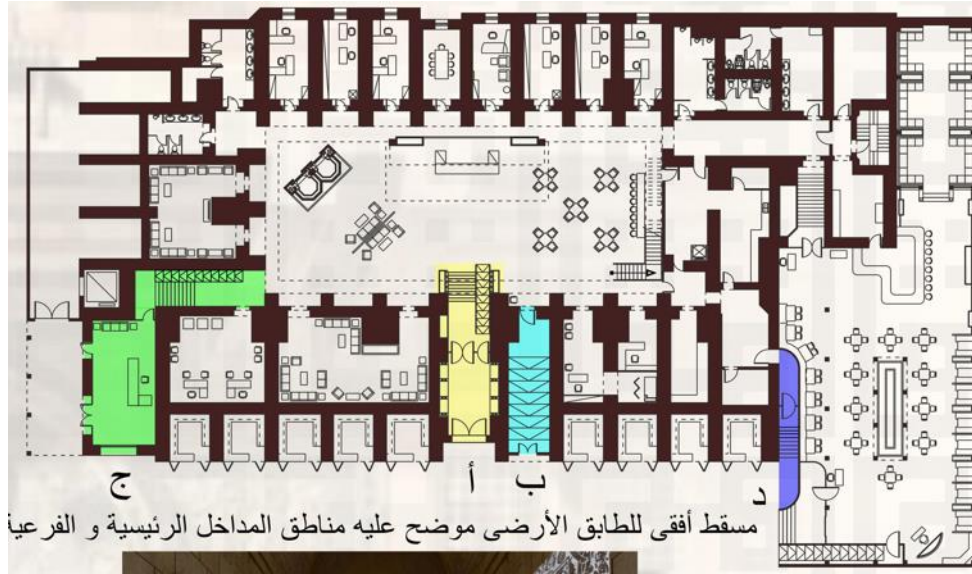 ج أ ب د
مسقط أفقى للطابق الأرضى موضح عليه مناطق المداخل الرئيسية و الفرعية